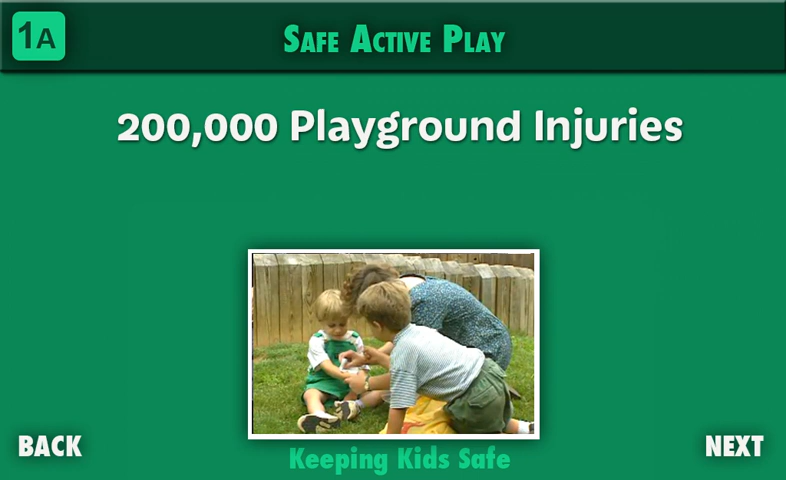 1A
Safe Active Play
200,000 Playground Injuries
BACK
Keeping Kids Safe
NEXT